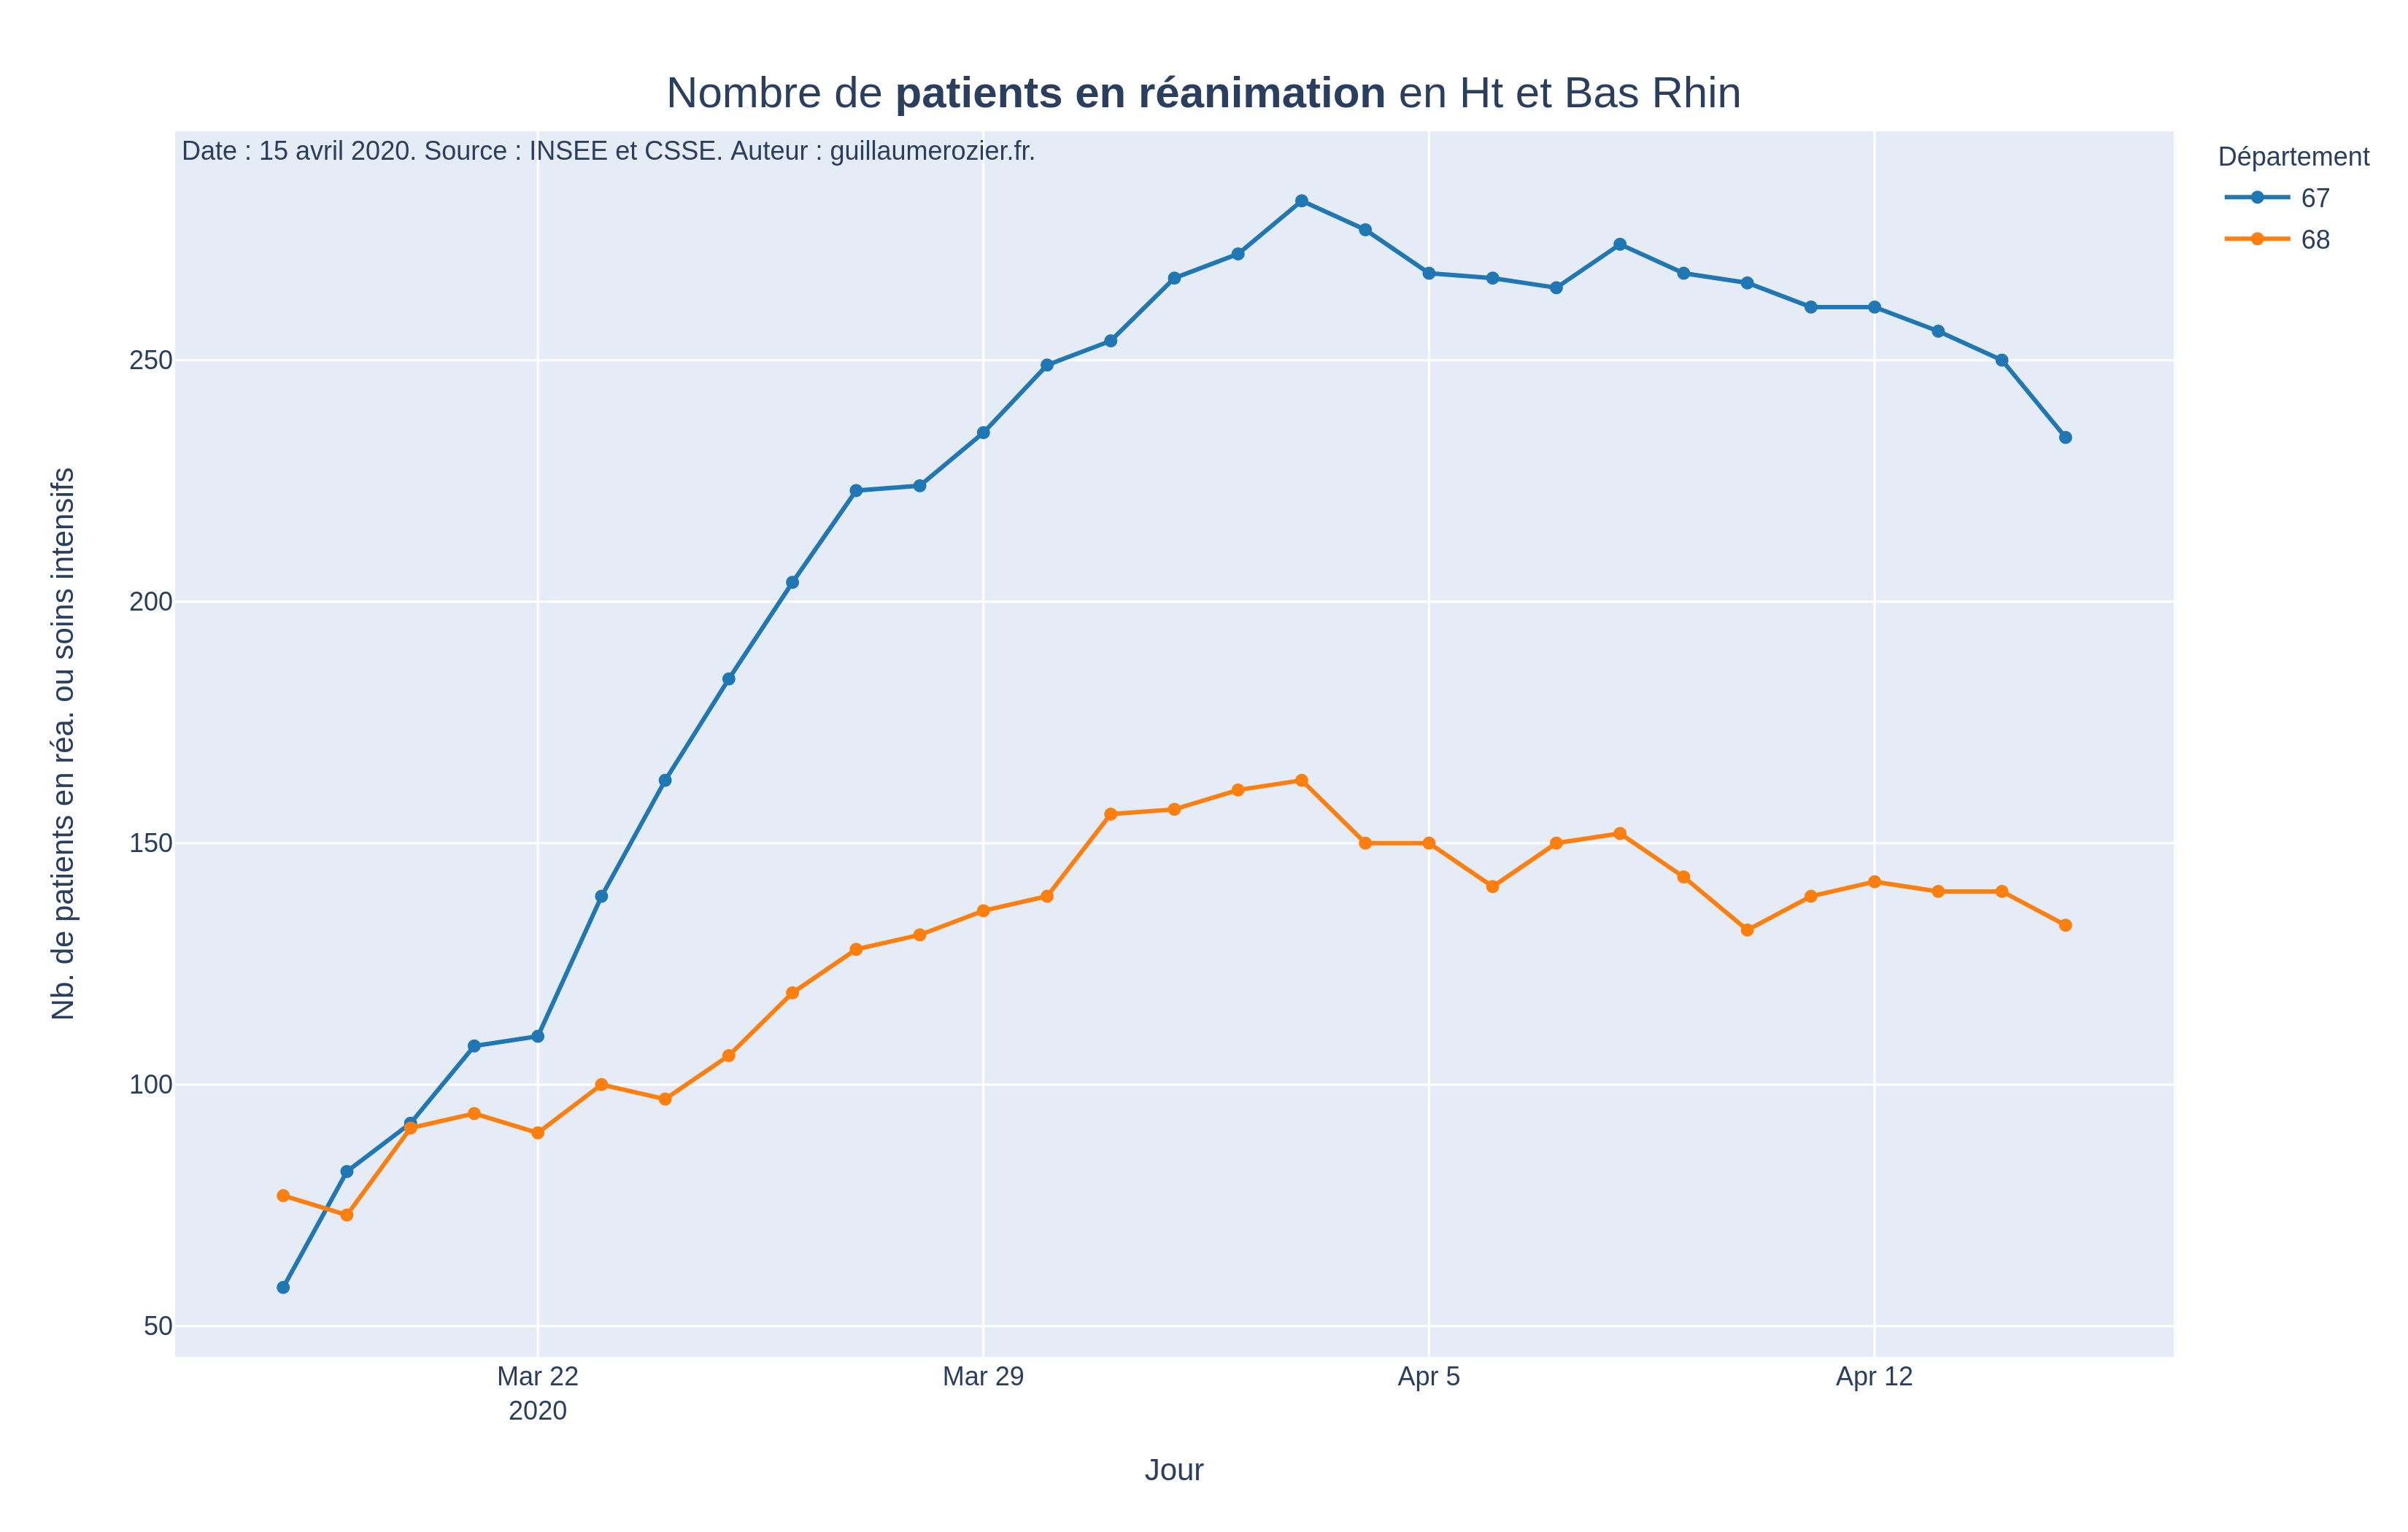 Nombre de patients en réanimation en Ht et Bas Rhin
Date : 15 avril 2020. Source : INSEE et CSSE. Auteur : guillaumerozier.fr.
Département
67
68
Nb. de patients en réa. ou soins intensifs
250
200
150
100
50
Mar 22
2020
Mar 29
Apr 5
Apr 12
Jour